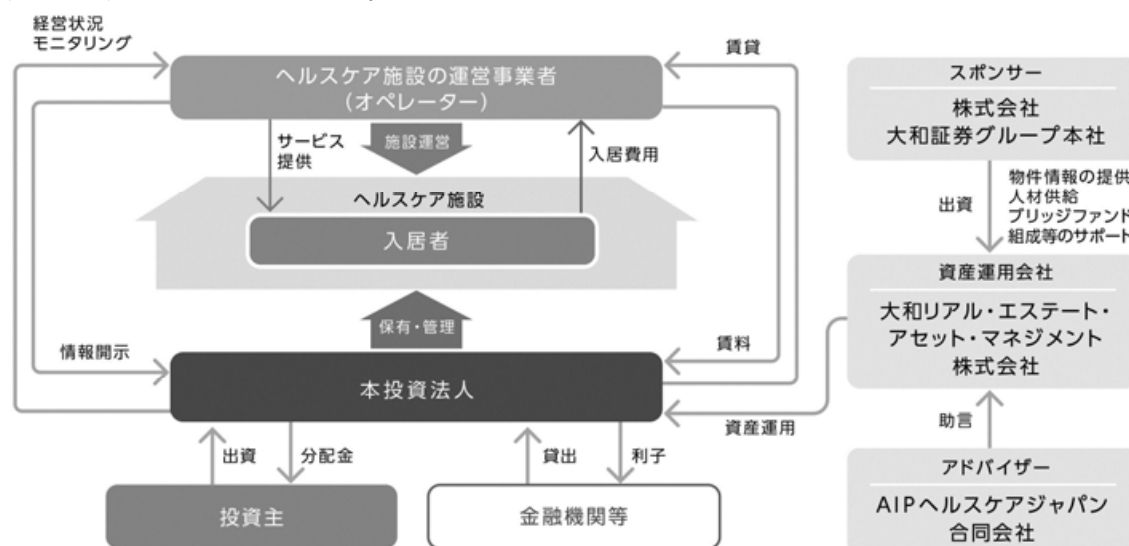 経営状況
モニタリング
ヘルスケア施設の運営事業者
(オペレーター)
賃貸
サービス
提供
施設運営
入居費用
ヘルスケア施設
入居者
保有・管理
情報開示
賃料
本投資法人
資産運用
出資
分配金
貸出
利子
投資主
金融機関等
スポンサー
株式会社
大和証券グループ本社
出資
物件情報の提供
人材供給
ブリッジファンド
組成等のサポート
資産運用会社
大和リアル・エステート・
アセット・マネジメント
株式会社
助言
アドバイザー
AIPヘルスケアジャパン
合同会社